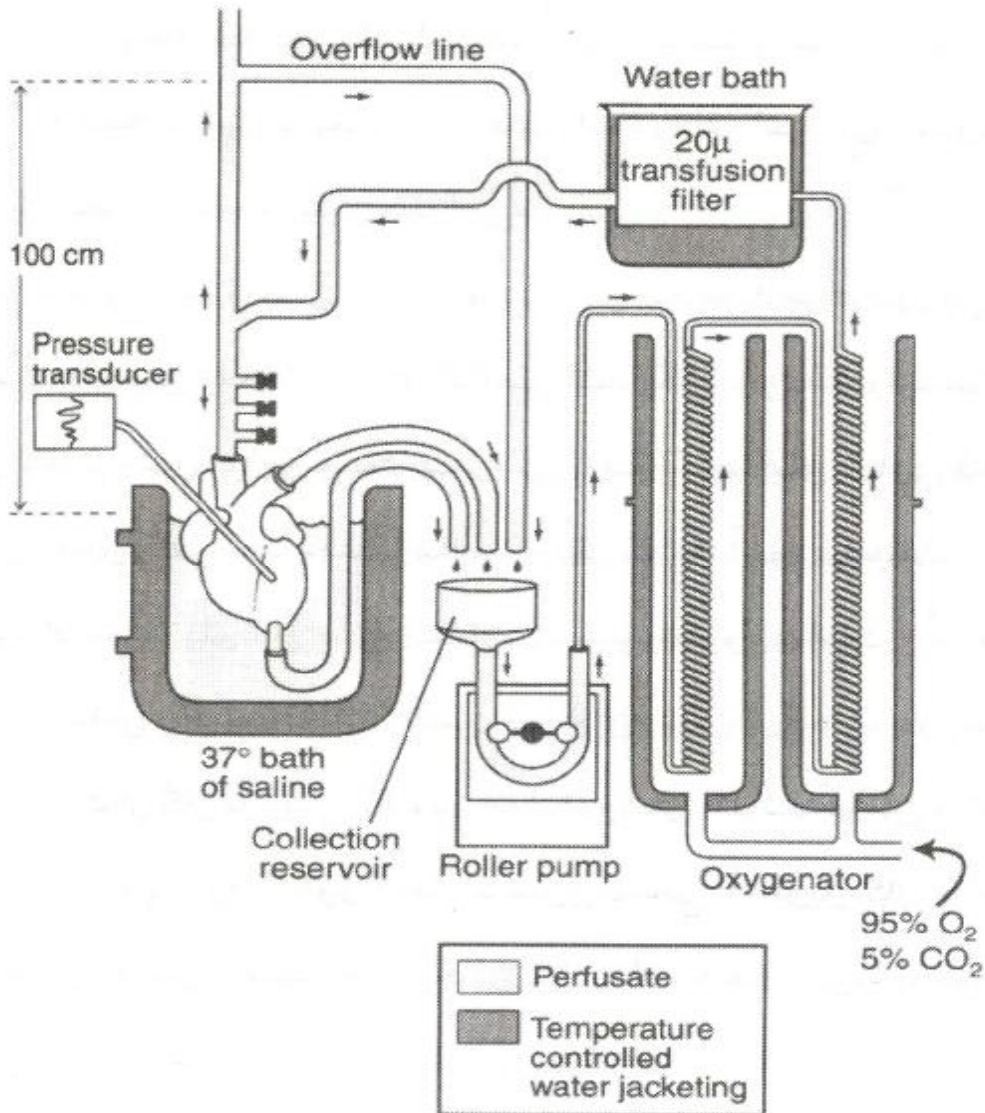 Overflow line
Water bath
20μ
transfusion
filter
100 cm
Pressure
transducer
37° bath
of saline
Collection
reservoir
Roller pump
Oxygenator
95% O₂
5% CO₂
Perfusate
Temperature
controlled
water jacketing